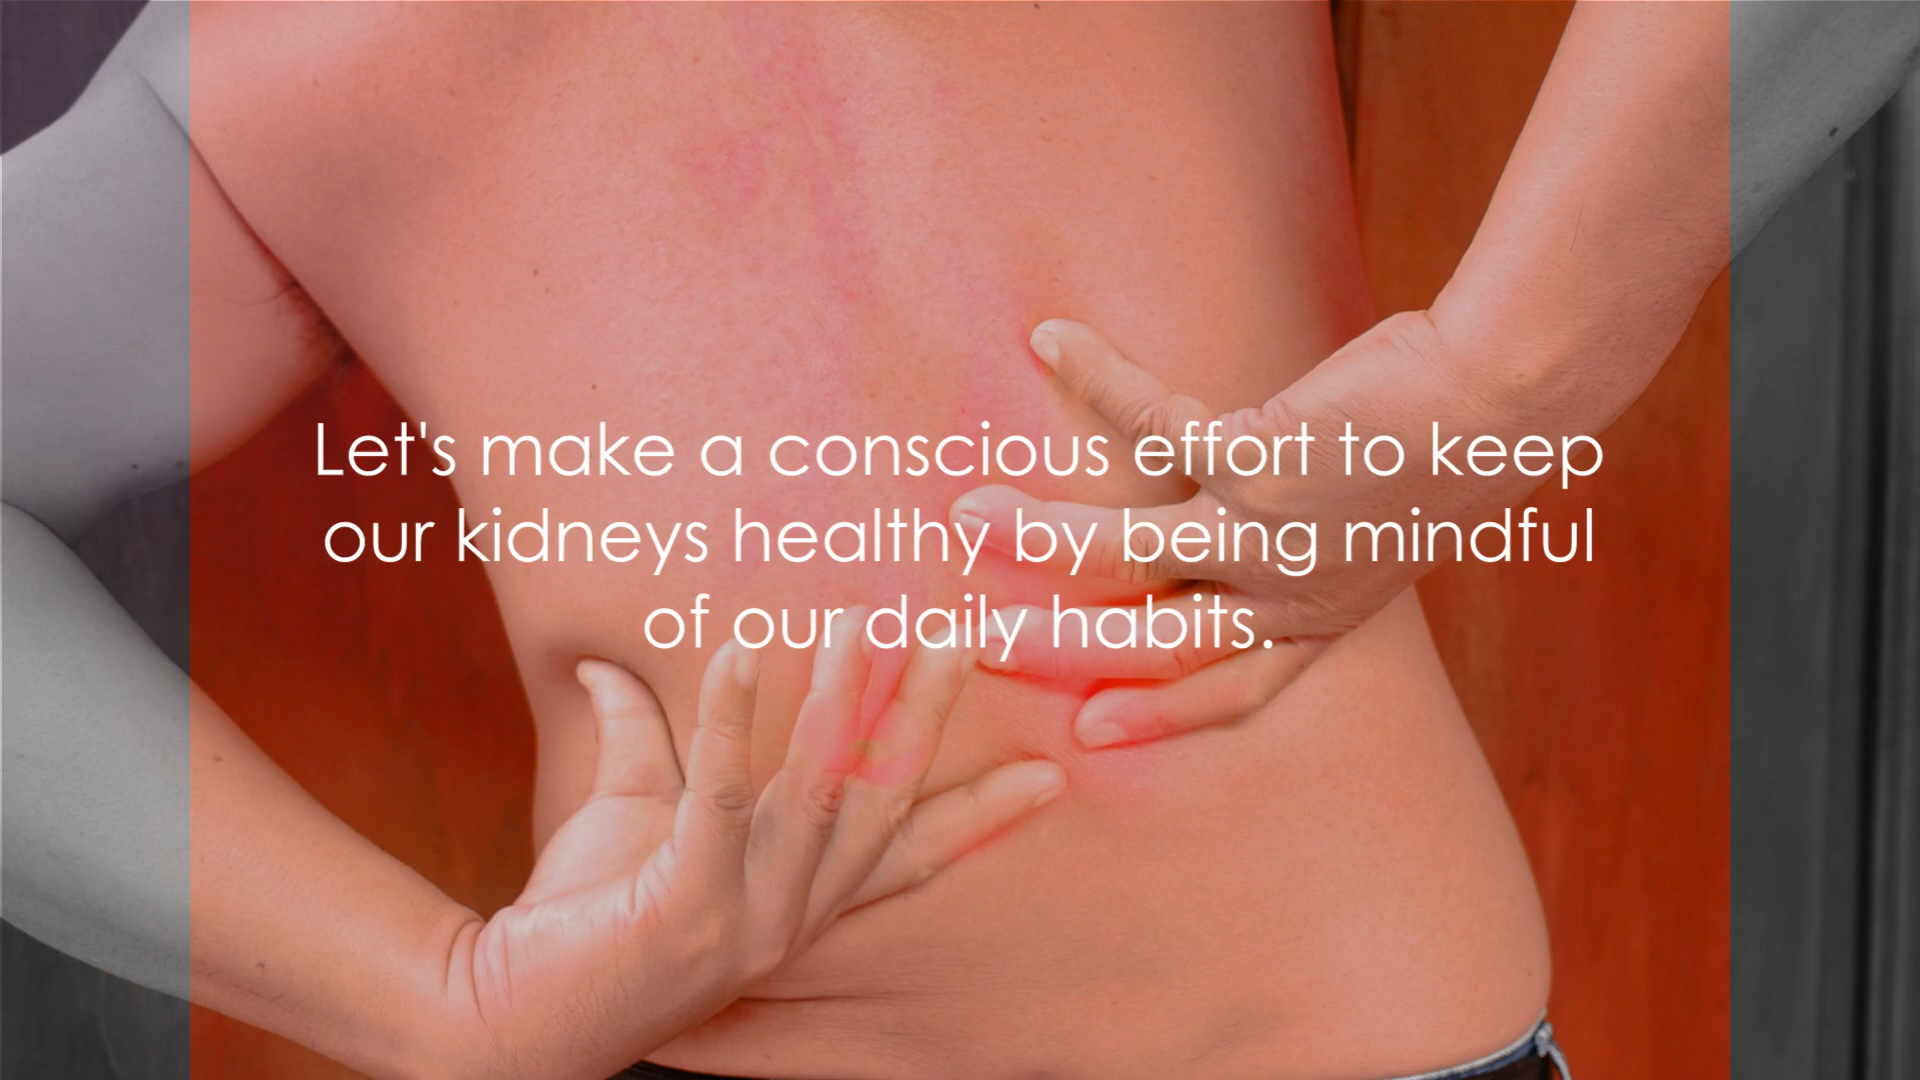 Let's make a conscious effort to keep
our kidneys healthy by being mindful
of our daily habits.